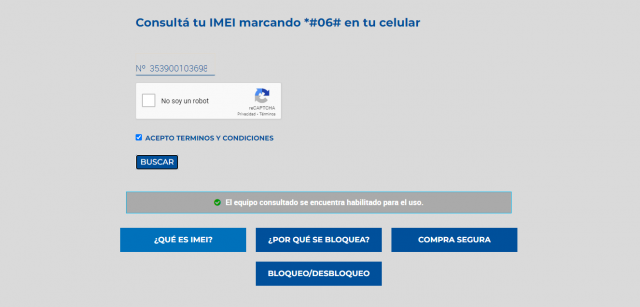 Consultá tu IMEI marcando *#06# en tu celular
Nº 353900103698
No soy un robot
reCAPTCHA
Privacidad - Términos
ACEPTO TERMINOS Y CONDICIONES
BUSCAR
El equipo consultado se encuentra habilitado para el uso.
¿QUÉ ES IMEI?
¿POR QUÉ SE BLOQUEA?
COMPRA SEGURA
BLOQUEO/DESBLOQUEO